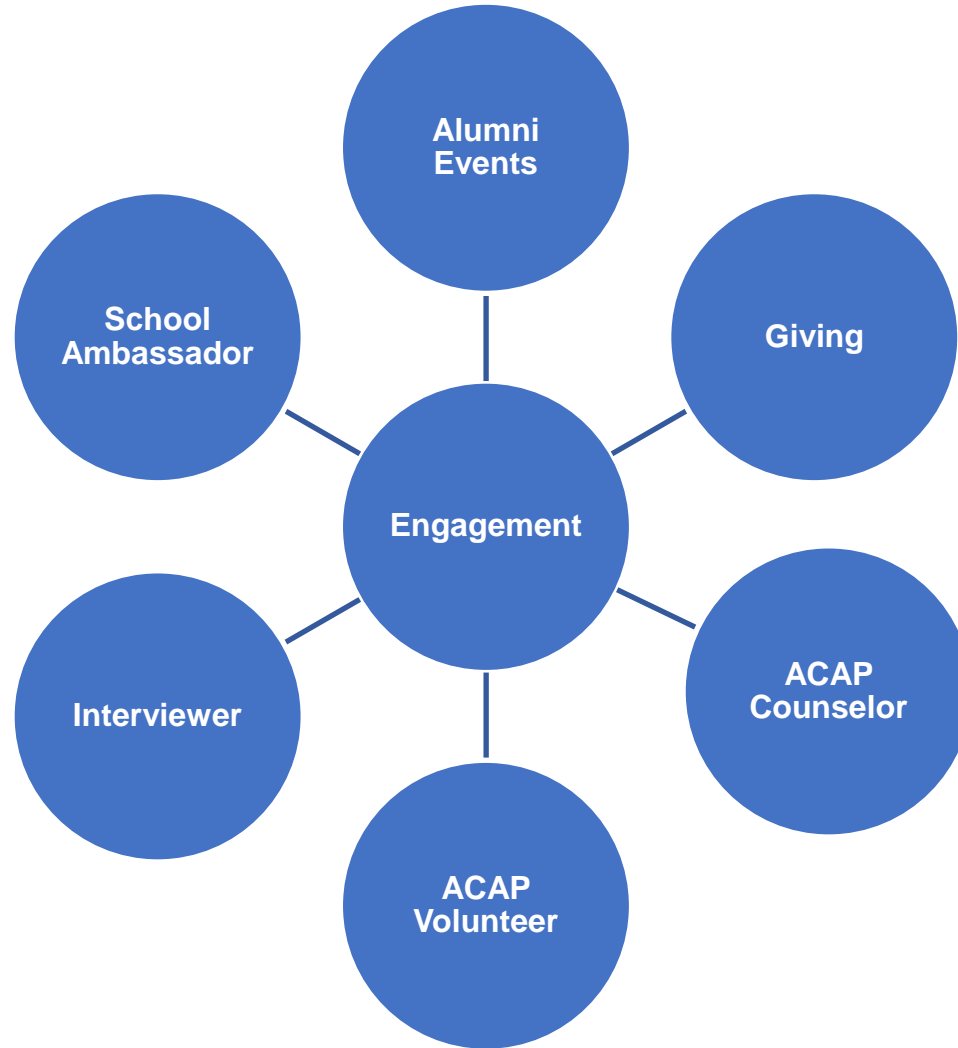 Alumni
Events
School
Ambassador
Giving
Engagement
Interviewer
ACAP
Counselor
ACAP
Volunteer